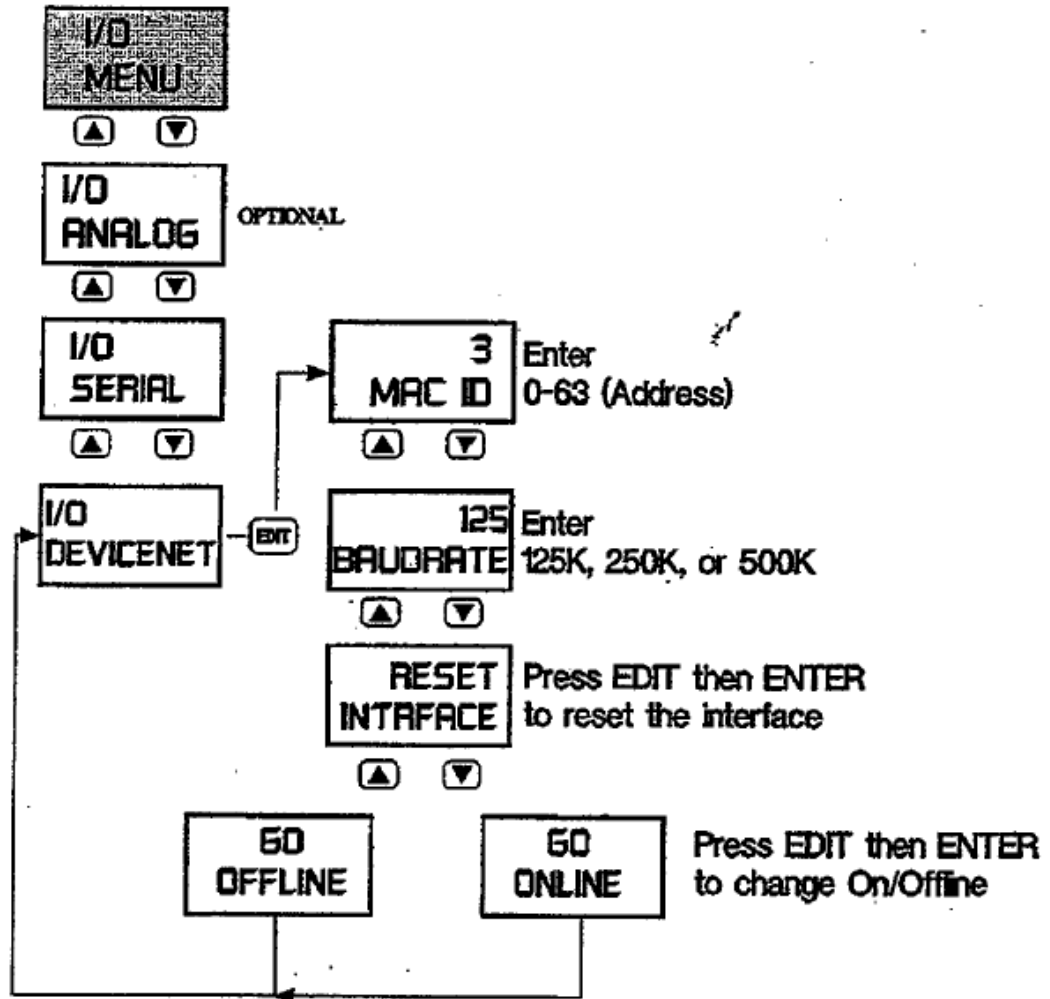 I/O
MENU
I/O
ANALOG
OPTIONAL
I/O
SERIAL
3
MAC ID
Enter
0-63 (Address)
I/O
DEVICENET
EDIT
125
BAUDRATE
Enter
125K, 250K, or 500K
RESET
INTRFACE
Press EDIT then ENTER
to reset the interface
GO
OFFLINE
GO
ONLINE
Press EDIT then ENTER
to change On/Offline